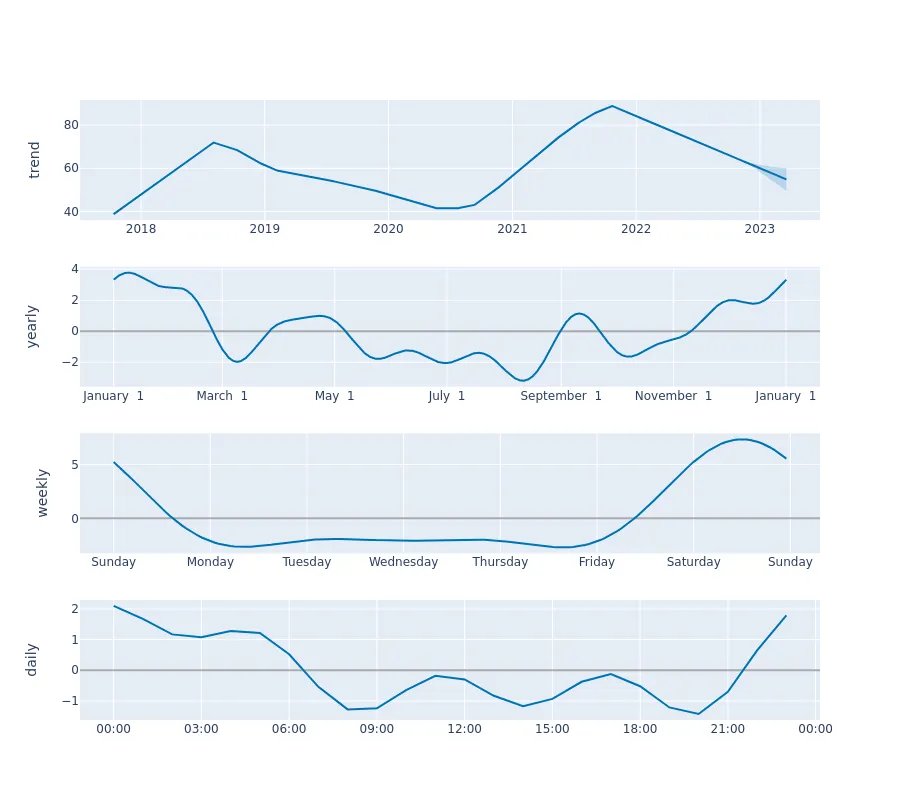 trend
80
60
40
2018 2019 2020 2021 2022 2023
yearly
4
2
0
−2
January 1 March 1 May 1 July 1 September 1 November 1 January 1
weekly
5
0
Sunday Monday Tuesday Wednesday Thursday Friday Saturday Sunday
daily
2
1
0
−1
00:00 03:00 06:00 09:00 12:00 15:00 18:00 21:00 00:00